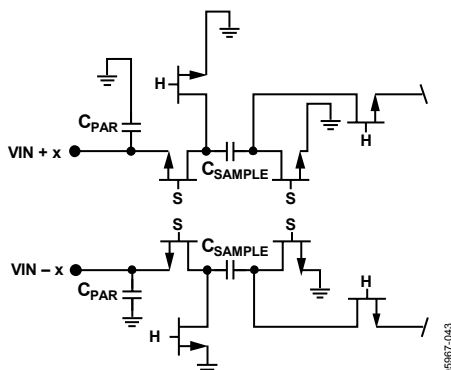 H
C_PAR
VIN + x
C_SAMPLE
H
S
S
S
S
C_SAMPLE
VIN – x
C_PAR
H
H
05967-043